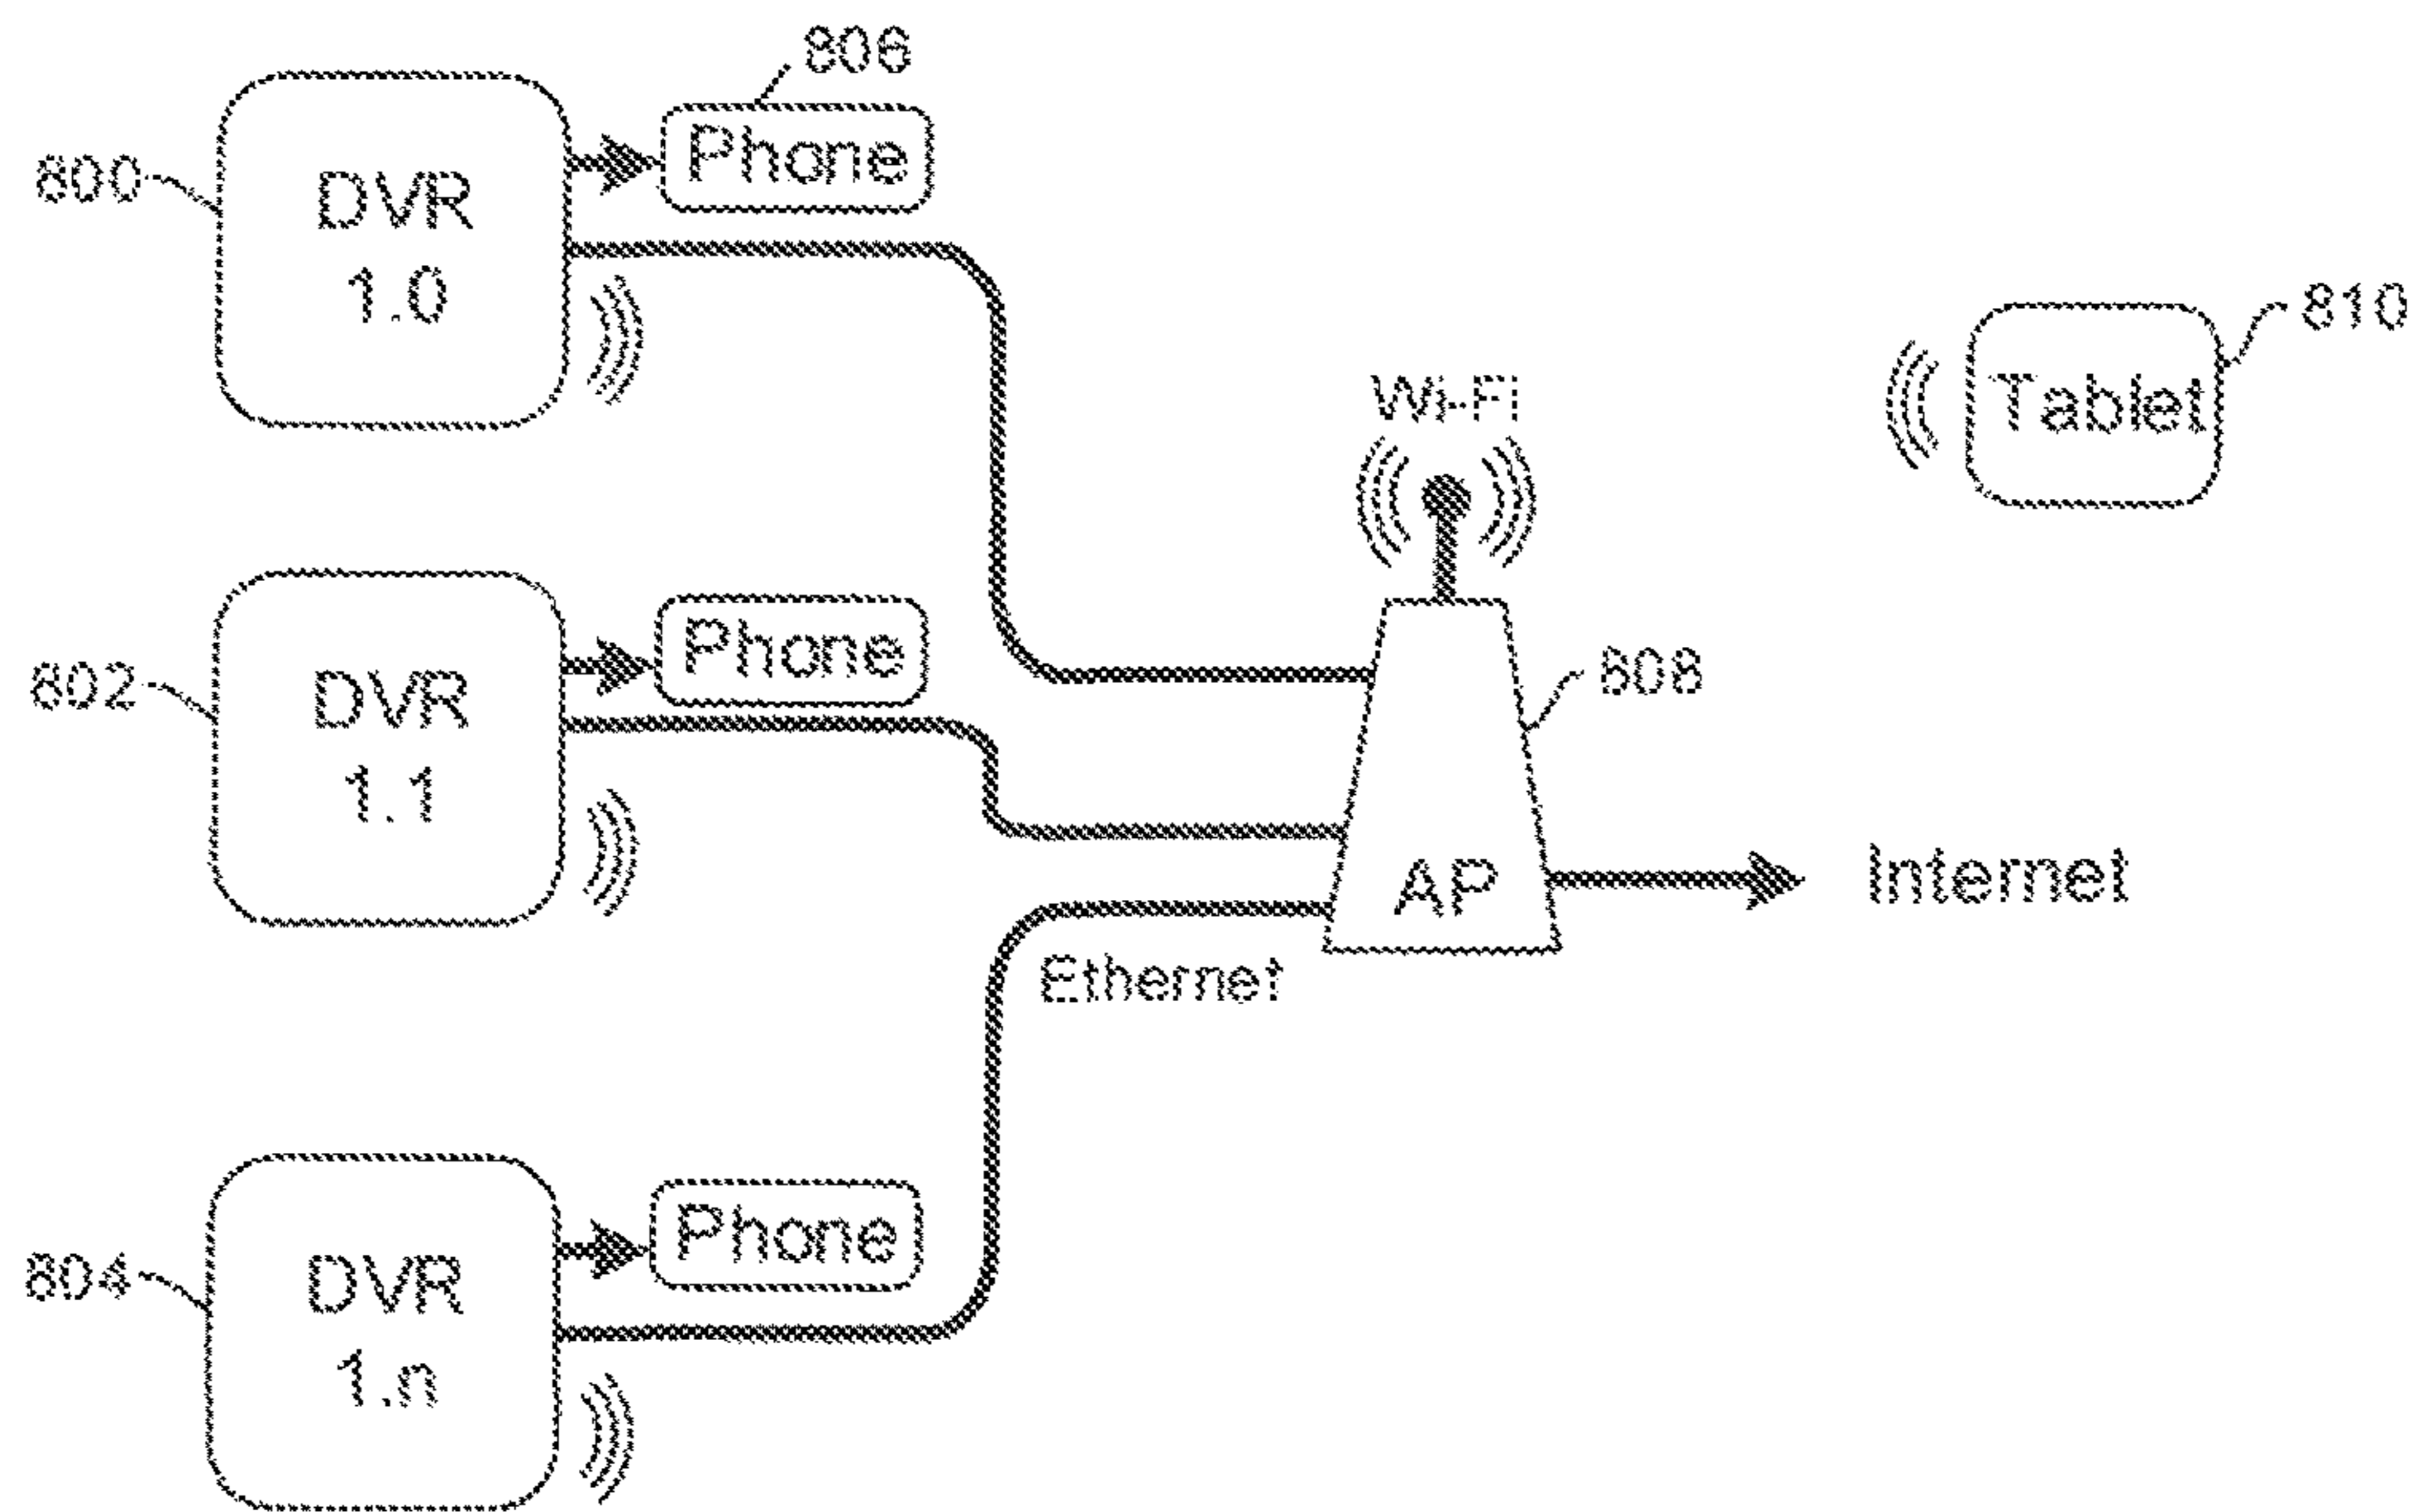 806
Phone
800
DVR
1.0
810
Tablet
Wi-Fi
Phone
802
DVR
1.1
808
AP
Internet
Ethernet
Phone
804
DVR
1.n